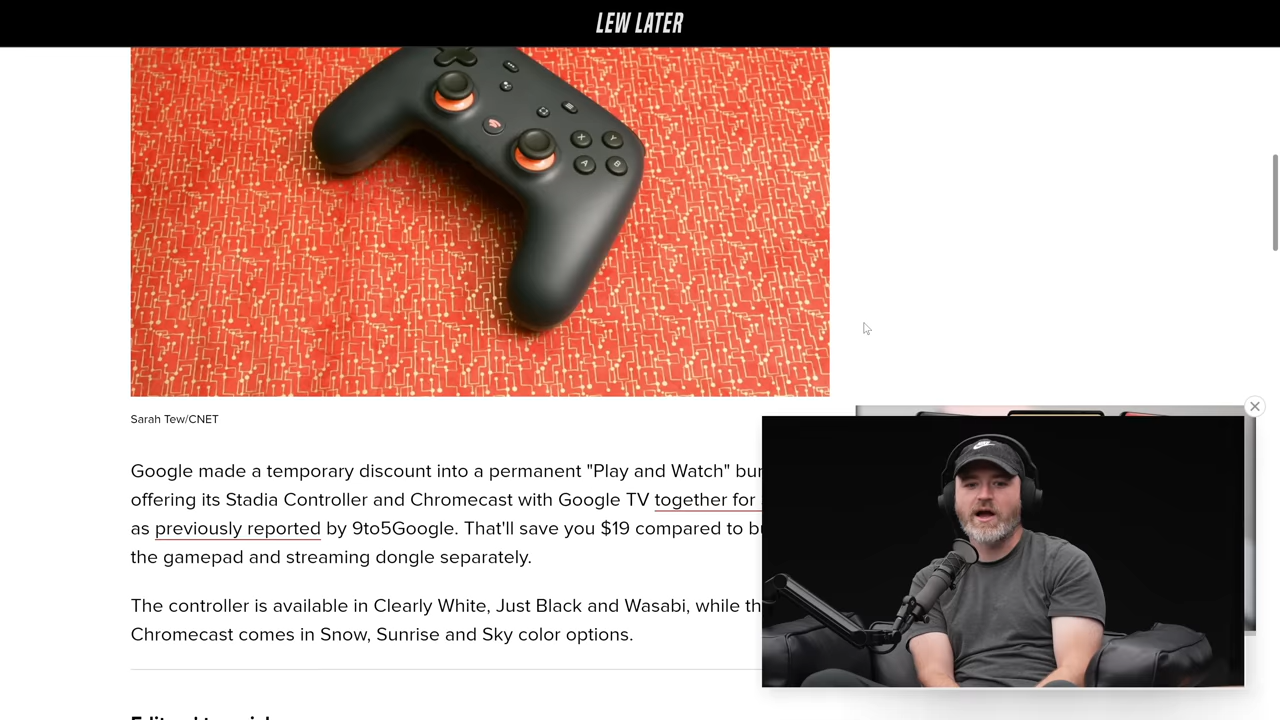 LEW LATER
X
Y
A
B
Sarah Tew/CNET
Google made a temporary discount into a permanent "Play and Watch"
offering its Stadia Controller and Chromecast with Google TV together for
as previously reported by 9to5Google. That'll save you $19 compared to
the gamepad and streaming dongle separately.
The controller is available in Clearly White, Just Black and Wasabi, while
Chromecast comes in Snow, Sunrise and Sky color options.